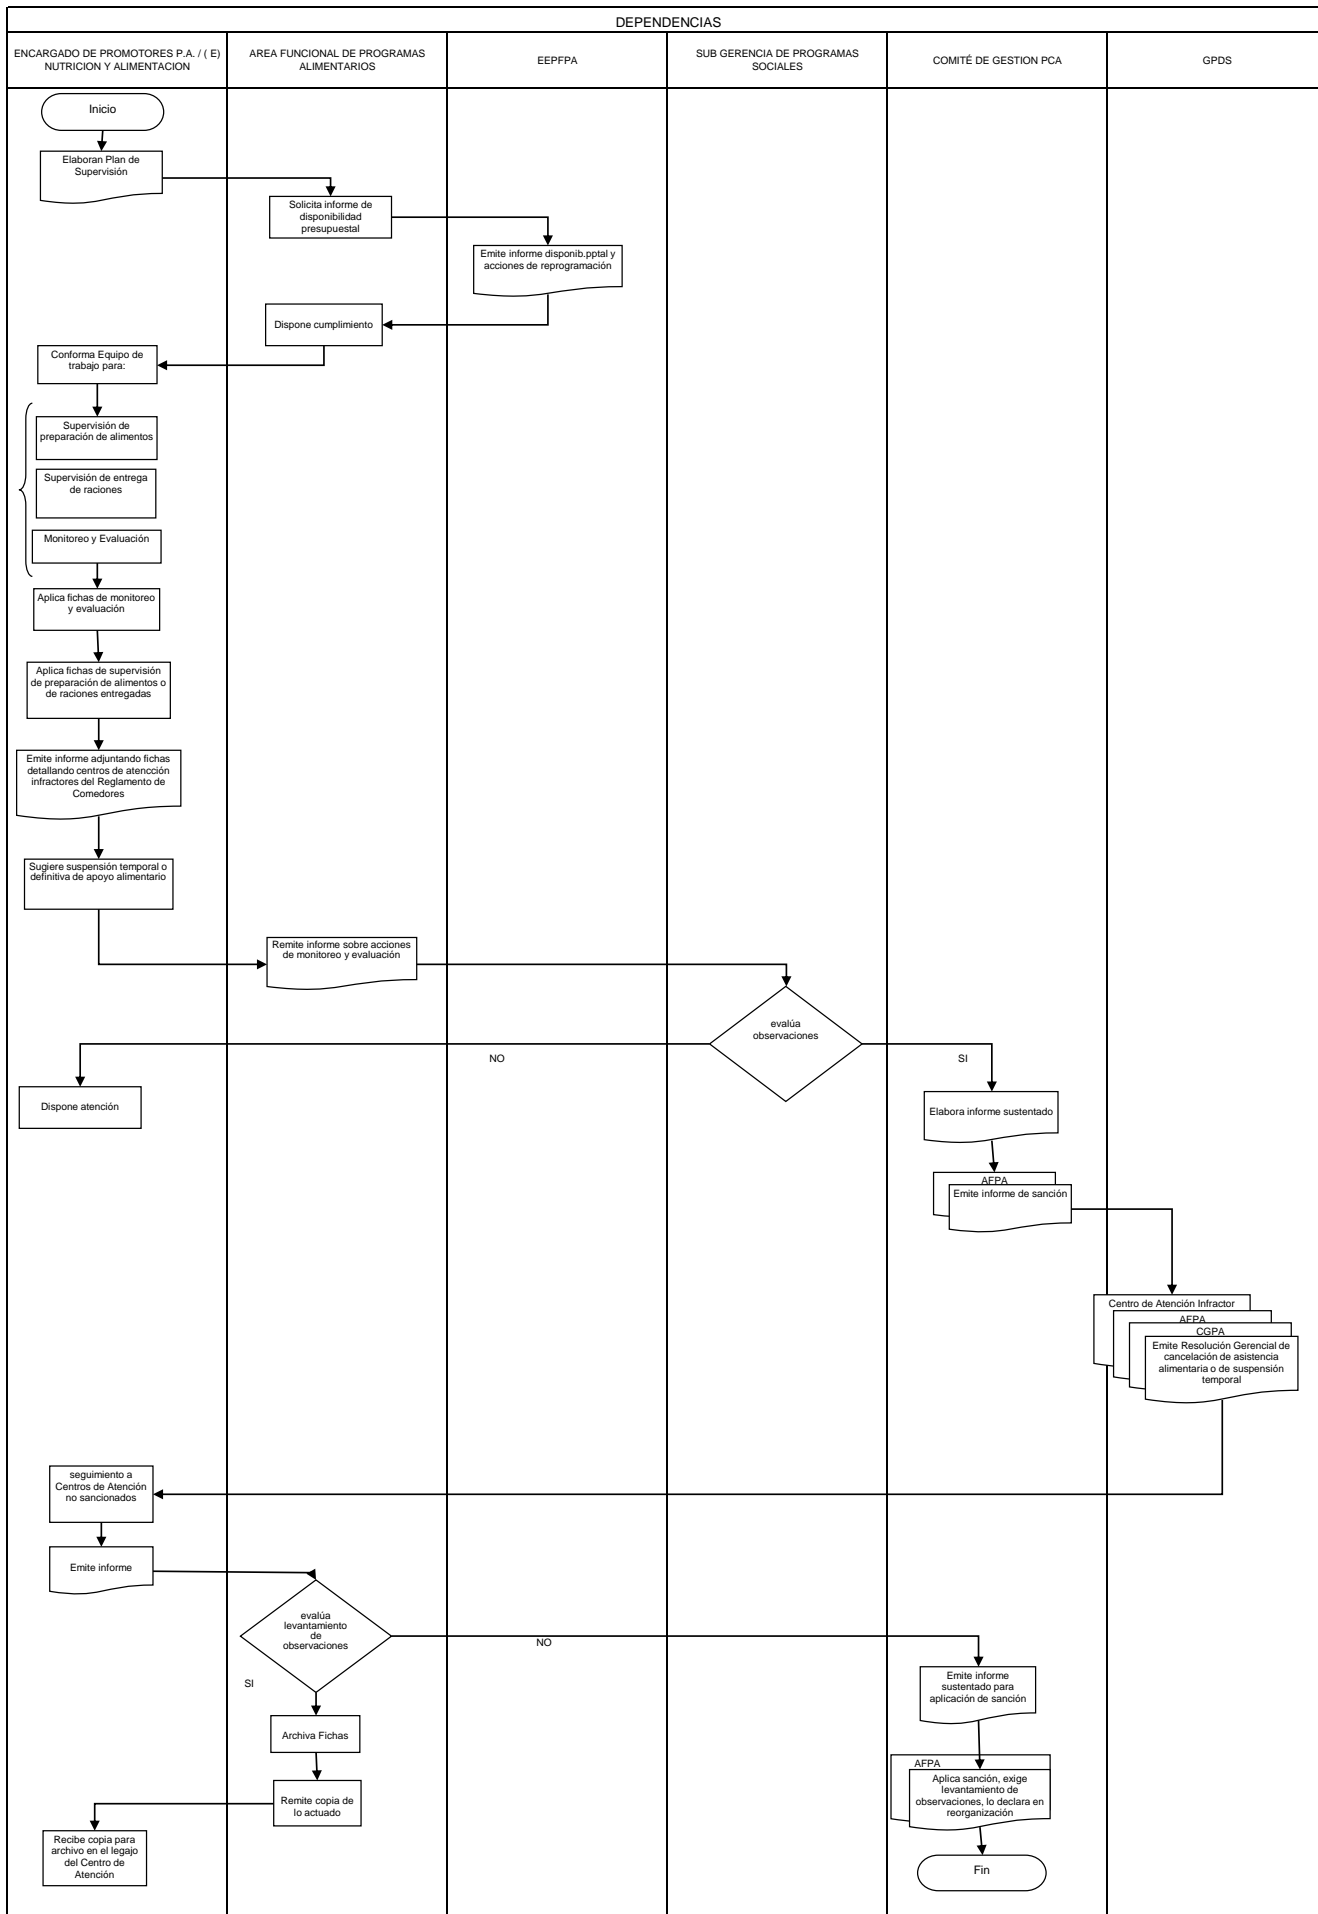 DEPENDENCIAS
ENCARGADO DE PROMOTORES P.A. / ( E)
NUTRICION Y ALIMENTACION
AREA FUNCIONAL DE PROGRAMAS
ALIMENTARIOS
EEPFPA
SUB GERENCIA DE PROGRAMAS
SOCIALES
COMITÉ DE GESTION PCA
GPDS
Inicio
Elaboran Plan de
Supervisión
Solicita informe de
disponibilidad
presupuestal
Emite informe disponib.pptal y
acciones de reprogramación
Dispone cumplimiento
Conforma Equipo de
trabajo para:
Supervisión de
preparación de alimentos
Supervisión de entrega
de raciones
Monitoreo y Evaluación
Aplica fichas de monitoreo
y evaluación
Aplica fichas de supervisión
de preparación de alimentos o
de raciones entregadas
Emite informe adjuntando fichas
detallando centros de atencción
infractores del Reglamento de
Comedores
Sugiere suspensión temporal o
definitiva de apoyo alimentario
Remite informe sobre acciones
de monitoreo y evaluación
evalúa
observaciones
NO
SI
Dispone atención
Elabora informe sustentado
AFPA
Emite informe de sanción
Centro de Atención Infractor
AFPA
CGPA
Emite Resolución Gerencial de
cancelación de asistencia
alimentaria o de suspensión
temporal
seguimiento a
Centros de Atención
no sancionados
Emite informe
evalúa
levantamiento
de
observaciones
NO
SI
Emite informe
sustentado para
aplicación de sanción
Archiva Fichas
AFPA
Aplica sanción, exige
levantamiento de
observaciones, lo declara en
reorganización
Remite copia de
lo actuado
Recibe copia para
archivo en el legajo
del Centro de
Atención
Fin